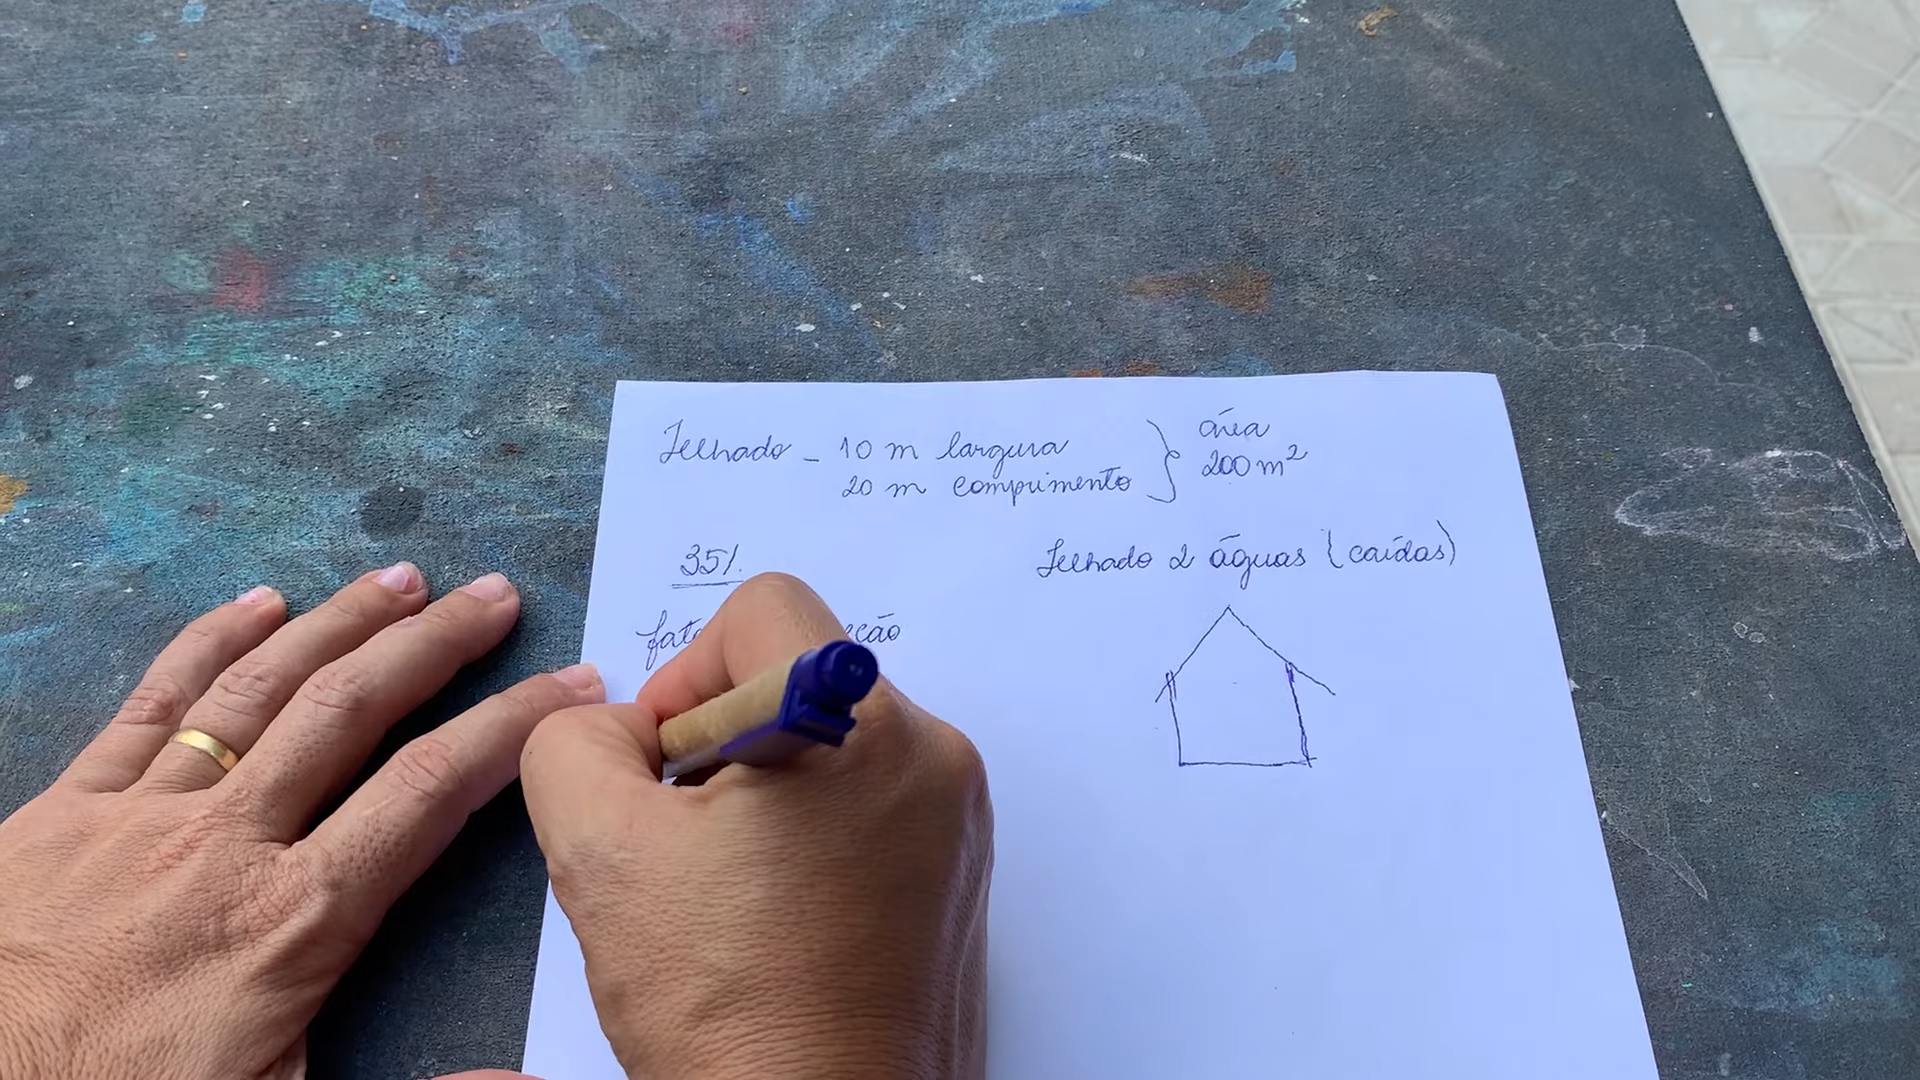 Telhado - 10 m largura
20 m comprimento
área
200 m²
35%
Telhado 2 águas (caídas)